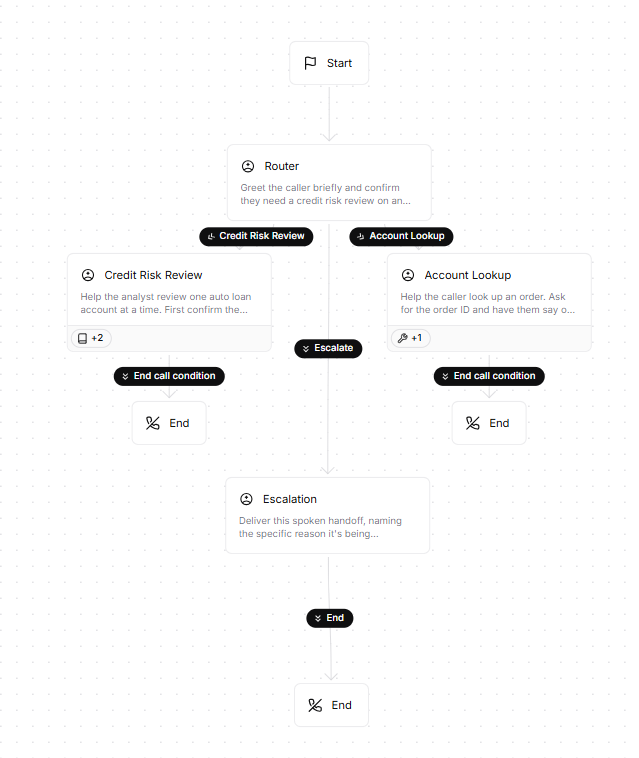 Start
Router
Greet the caller briefly and confirm
they need a credit risk review on an...
Credit Risk Review
Account Lookup
Credit Risk Review
Help the analyst review one auto loan
account at a time. First confirm the...
+2
Account Lookup
Help the caller look up an order. Ask
for the order ID and have them say o...
+1
Escalate
End call condition
End call condition
End
End
Escalation
Deliver this spoken handoff, naming
the specific reason it's being...
End
End